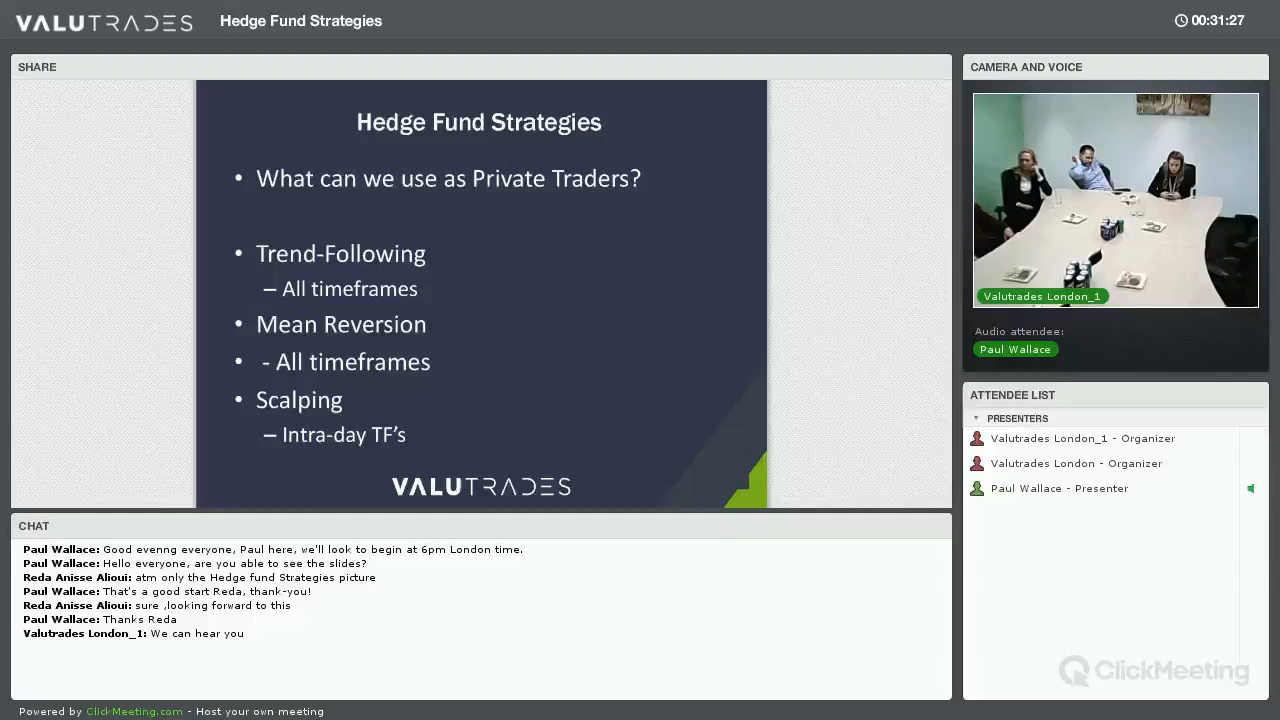 VALUTRADES
Hedge Fund Strategies
00:31:27
SHARE
Hedge Fund Strategies
• What can we use as Private Traders?
• Trend-Following
– All timeframes
• Mean Reversion
• - All timeframes
• Scalping
– Intra-day TF's
VALUTRADES
CAMERA AND VOICE
Valutrades London_1
Audio attendee:
Paul Wallace
ATTENDEE LIST
PRESENTERS
Valutrades London_1 - Organizer
Valutrades London - Organizer
Paul Wallace - Presenter
CHAT
Paul Wallace: Good evenng everyone, Paul here, we'll look to begin at 6pm London time.
Paul Wallace: Hello everyone, are you able to see the slides?
Reda Anisse Alioui: atm only the Hedge fund Strategies picture
Paul Wallace: That's a good start Reda, thank-you!
Reda Anisse Alioui: sure ,looking forward to this
Paul Wallace: Thanks Reda
Valutrades London_1: We can hear you
ClickMeeting
Powered by ClickMeeting.com - Host your own meeting